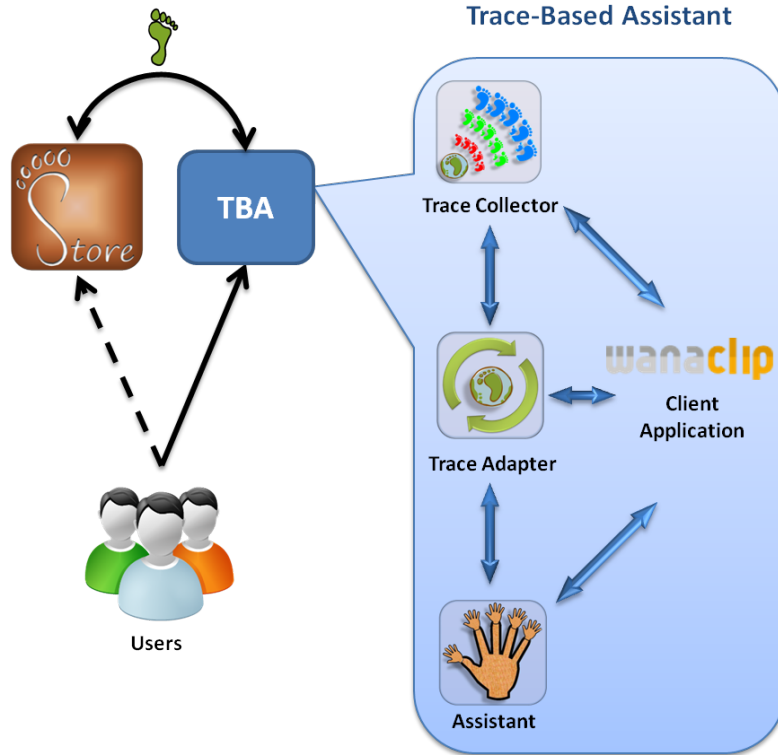 Trace-Based Assistant
Store
TBA
Trace Collector
wanaclip
Client
Application
Trace Adapter
Users
Assistant